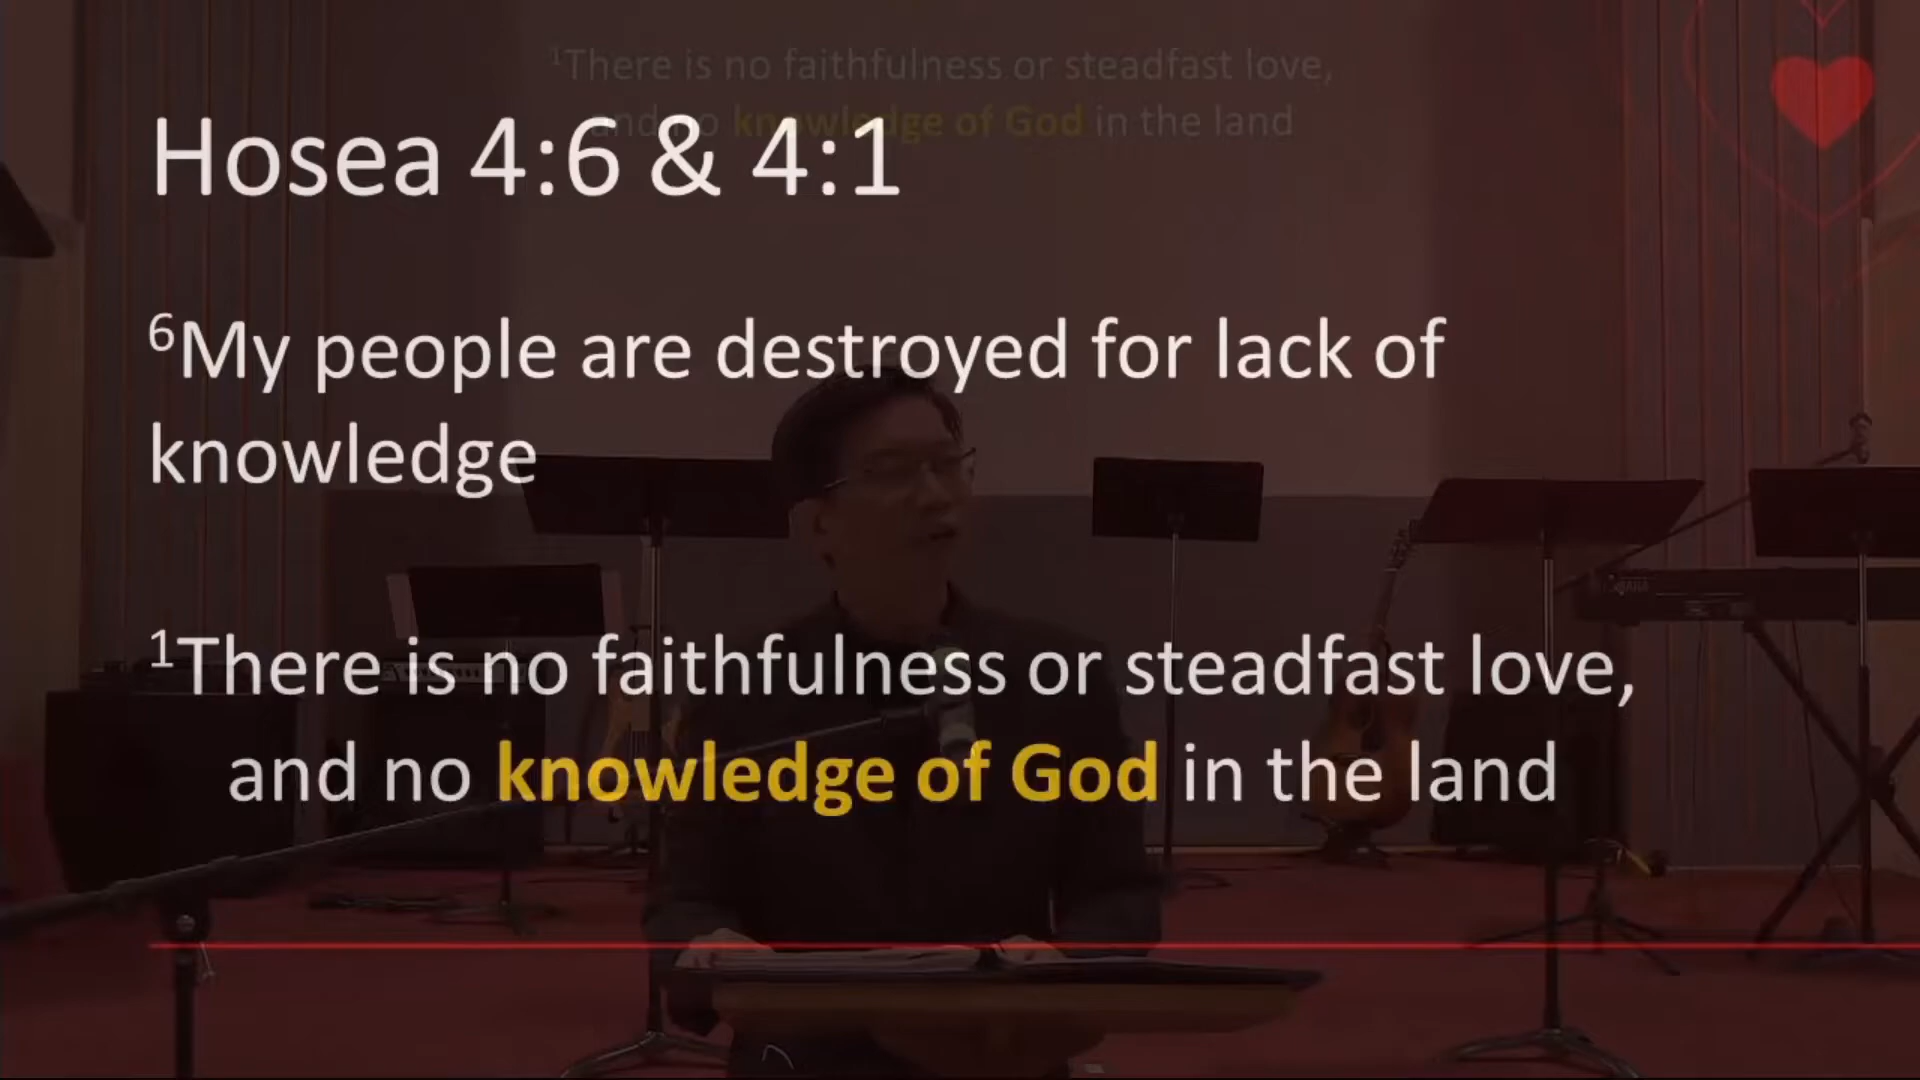 ¹There is no faithfulness or steadfast love,
and no knowledge of God in the land
Hosea 4:6 & 4:1
⁶My people are destroyed for lack of
knowledge
¹There is no faithfulness or steadfast love,
and no knowledge of God in the land